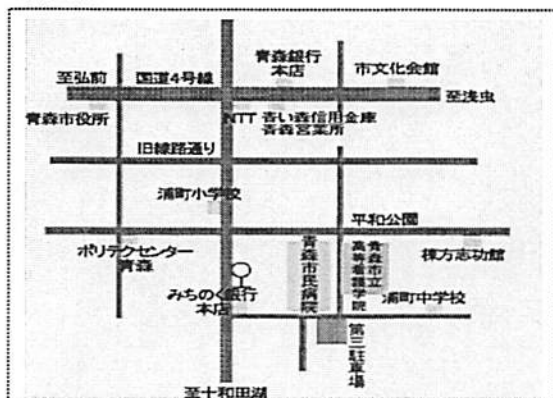 青森銀行
本店
市文化会館
至弘前
国道4号線
至浅虫
青森市役所
NTT 青い森信用金庫
青森営業所
旧線路通り
浦町小学校
平和公園
ポリテクセンター
青森
青森市民病院
青森市立
高等看護学院
棟方志功館
みちのく銀行
本店
浦町中学校
第三駐車場
至十和田湖